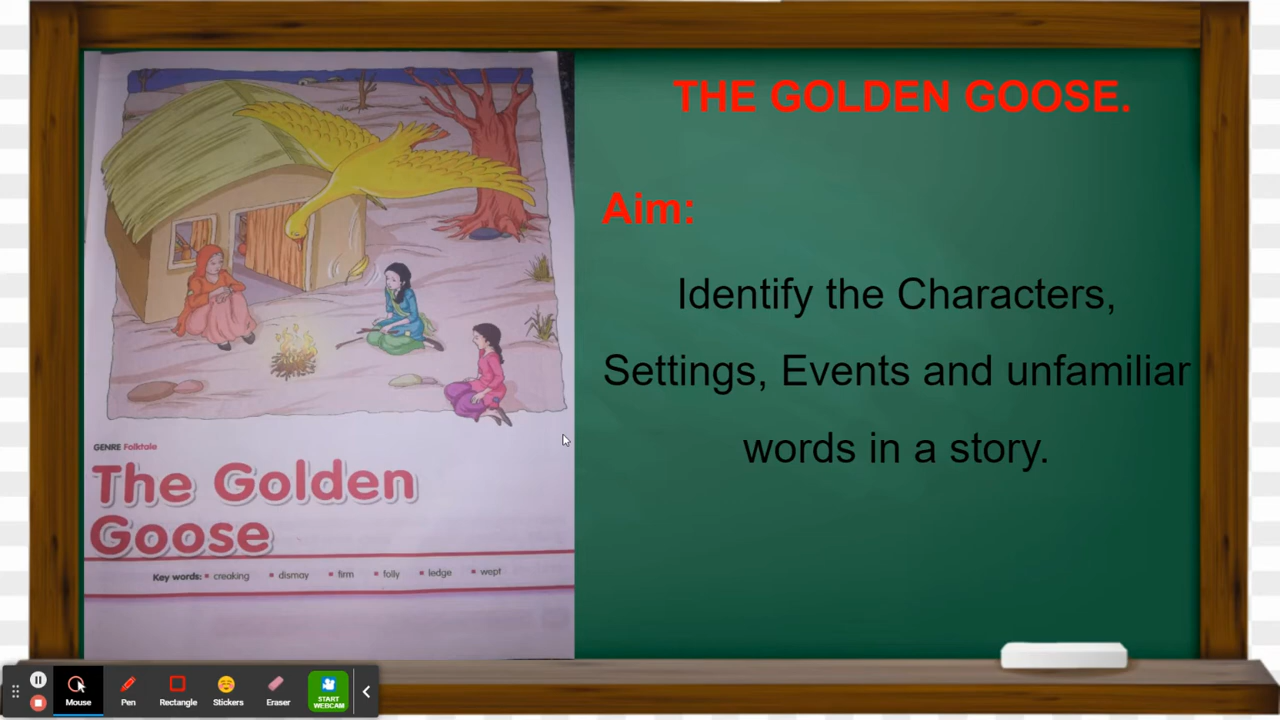 THE GOLDEN GOOSE.
Aim:
Identify the Characters,
Settings, Events and unfamiliar
words in a story.
GENRE Folktale
The Golden
Goose
Key words: ▪ creaking ▪ dismay ▪ firm ▪ folly ▪ ledge ▪ wept
Mouse Pen Rectangle Stickers Eraser START
WEBCAM